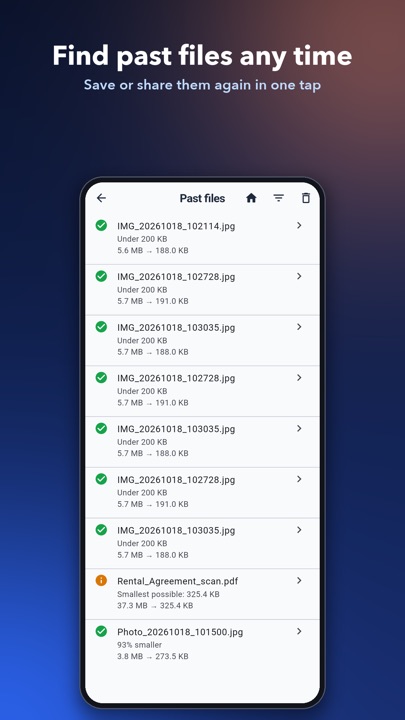 Find past files any time
Save or share them again in one tap
Past files
IMG_20261018_102114.jpg
Under 200 KB
5.6 MB → 188.0 KB
IMG_20261018_102728.jpg
Under 200 KB
5.7 MB → 191.0 KB
IMG_20261018_103035.jpg
Under 200 KB
5.7 MB → 188.0 KB
IMG_20261018_102728.jpg
Under 200 KB
5.7 MB → 191.0 KB
IMG_20261018_103035.jpg
Under 200 KB
5.7 MB → 188.0 KB
IMG_20261018_102728.jpg
Under 200 KB
5.7 MB → 191.0 KB
IMG_20261018_103035.jpg
Under 200 KB
5.7 MB → 188.0 KB
Rental_Agreement_scan.pdf
Smallest possible: 325.4 KB
37.3 MB → 325.4 KB
Photo_20261018_101500.jpg
93% smaller
3.8 MB → 273.5 KB